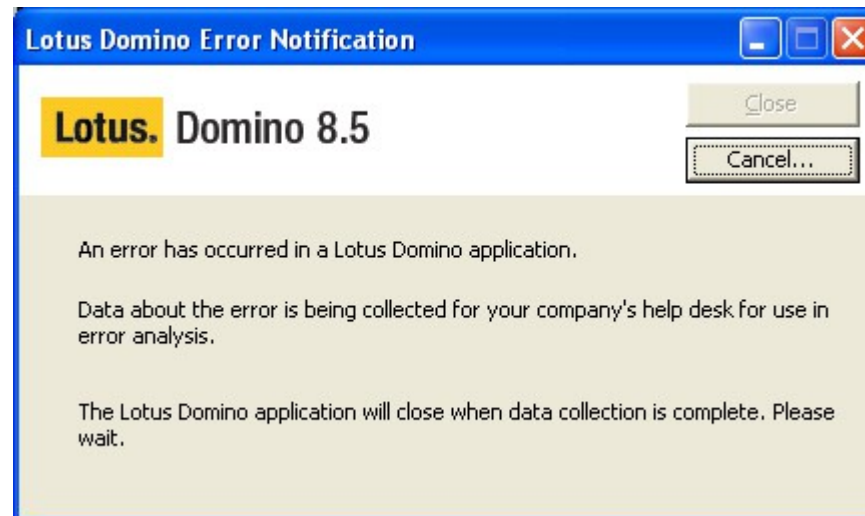 Lotus Domino Error Notification
Lotus. Domino 8.5
Close
Cancel...
An error has occurred in a Lotus Domino application.
Data about the error is being collected for your company's help desk for use in
error analysis.
The Lotus Domino application will close when data collection is complete. Please
wait.